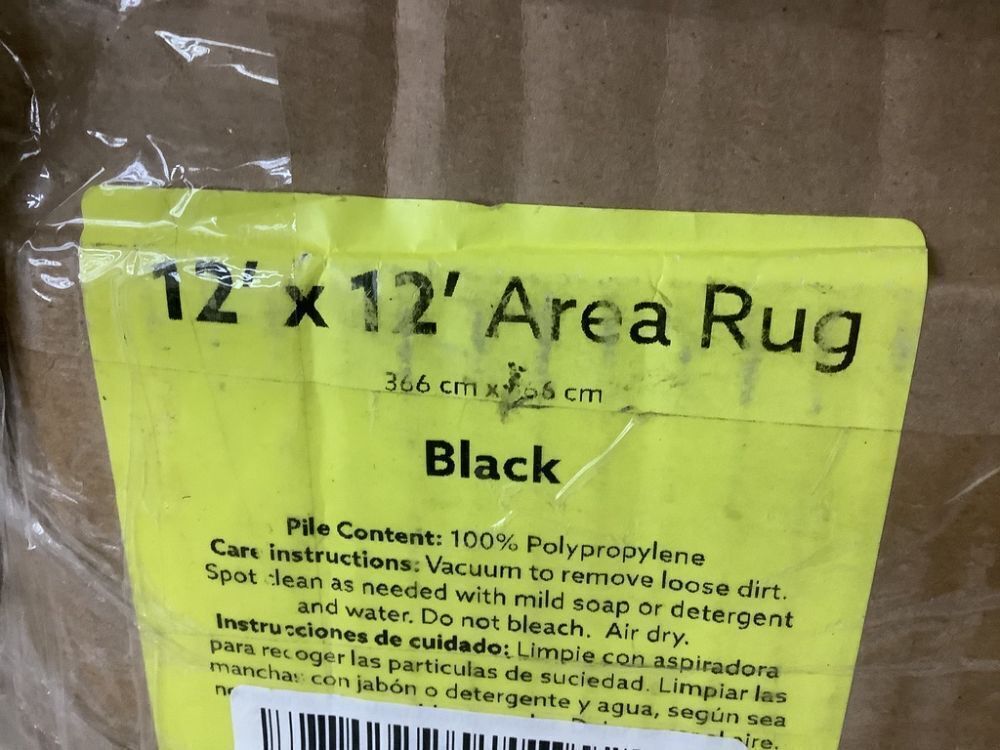 12' x 12' Area Rug
366 cm x 366 cm
Black
Pile Content: 100% Polypropylene
Care instructions: Vacuum to remove loose dirt.
Spot clean as needed with mild soap or detergent
and water. Do not bleach. Air dry.
Instrucciones de cuidado: Limpie con aspiradora
para recoger las particulas de suciedad. Limpiar las
manchas con jabón o detergente y agua, según sea